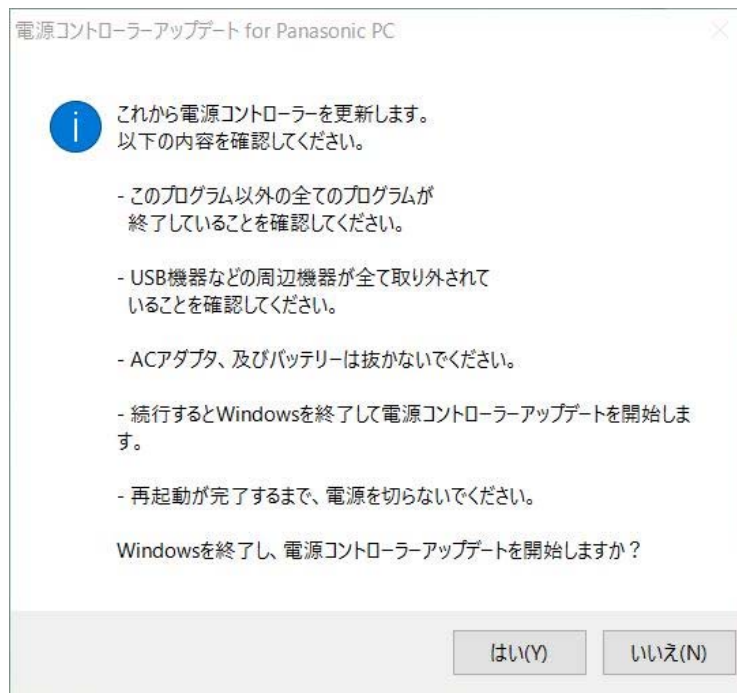 電源コントローラーアップデート for Panasonic PC
これから電源コントローラーを更新します。
以下の内容を確認してください。
- このプログラム以外の全てのプログラムが
終了していることを確認してください。
- USB機器などの周辺機器が全て取り外されて
いることを確認してください。
- ACアダプタ、及びバッテリーは抜かないでください。
- 続行するとWindowsを終了して電源コントローラーアップデートを開始しま
す。
- 再起動が完了するまで、電源を切らないでください。
Windowsを終了し、電源コントローラーアップデートを開始しますか？
はい(Y)
いいえ(N)